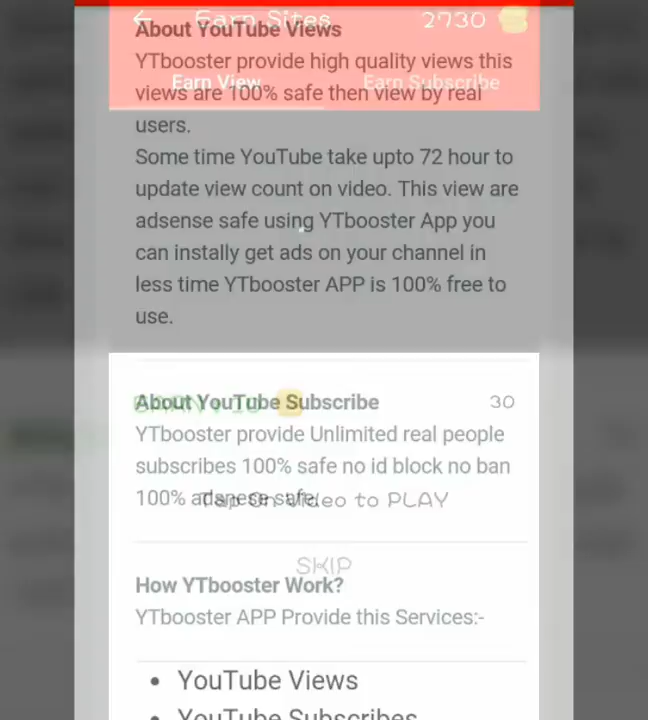 Earn Sites 2730
About YouTube Views
YTbooster provide high quality views this
Earn View Earn Subscribe
views are 100% safe then view by real
users.
Some time YouTube take upto 72 hour to
update view count on video. This view are
adsense safe using YTbooster App you
can instally get ads on your channel in
less time YTbooster APP is 100% free to
use.
About YouTube Subscribe 30
YTbooster provide Unlimited real people
subscribes 100% safe no id block no ban
100% adanese safe.
Tap On Video to PLAY
SKIP
How YTbooster Work?
YTbooster APP Provide this Services:-
• YouTube Views
• YouTube Subscribes